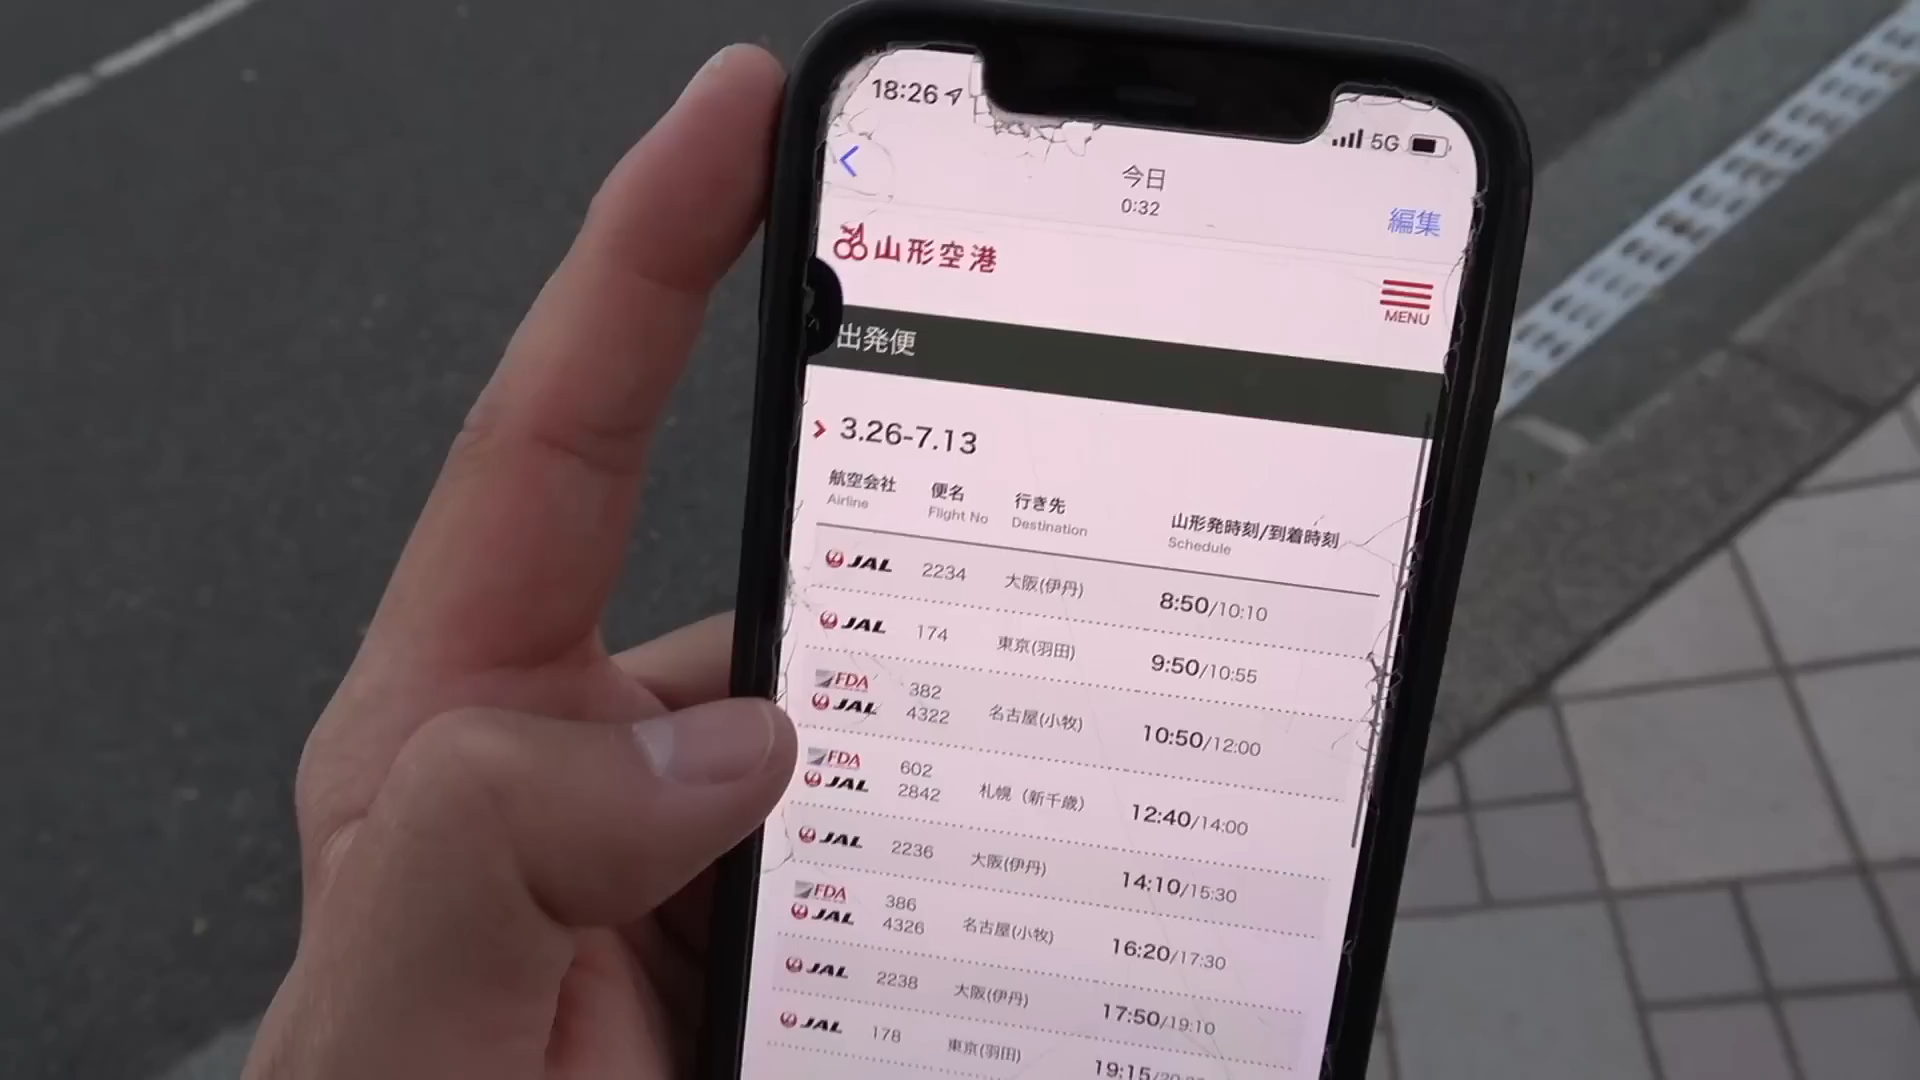 18:26
5G
今日
0:32
編集
山形空港
MENU
出発便
3.26-7.13
航空会社 便名 行き先 山形発時刻/到着時刻
Airline Flight No Destination Schedule
JAL 2234 大阪(伊丹) 8:50/10:10
JAL 174 東京(羽田) 9:50/10:55
FDA 382
JAL 4322 名古屋(小牧) 10:50/12:00
FDA 602
JAL 2842 札幌（新千歳） 12:40/14:00
JAL 2236 大阪(伊丹) 14:10/15:30
FDA 386
JAL 4326 名古屋(小牧) 16:20/17:30
JAL 2238 大阪(伊丹) 17:50/19:10
JAL 178 東京(羽田) 19:15